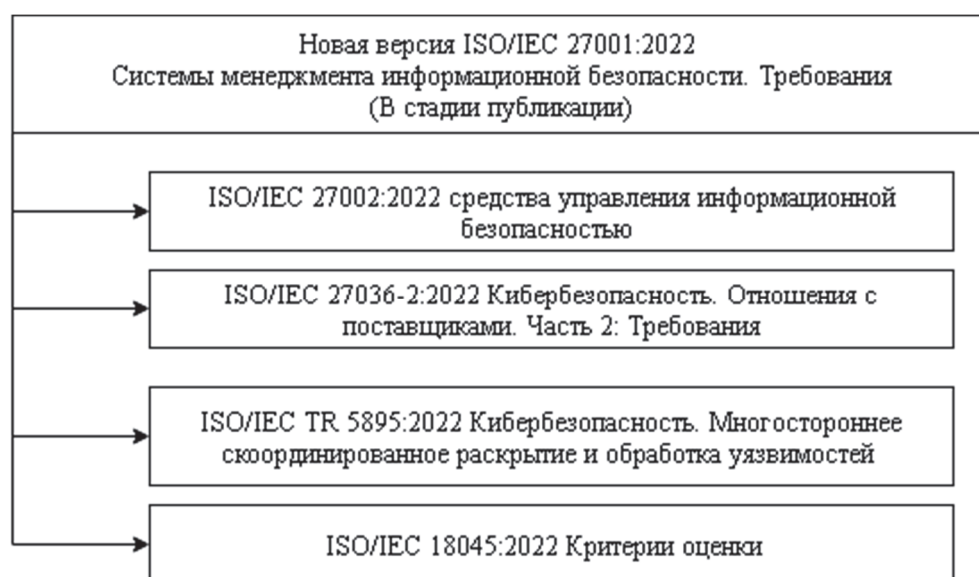 Новая версия ISO/IEC 27001:2022
Системы менеджмента информационной безопасности. Требования
(В стадии публикации)
ISO/IEC 27002:2022 средства управления информационной
безопасностью
ISO/IEC 27036-2:2022 Кибербезопасность. Отношения с
поставщиками. Часть 2: Требования
ISO/IEC TR 5895:2022 Кибербезопасность. Многостороннее
скоординированное раскрытие и обработка уязвимостей
ISO/IEC 18045:2022 Критерии оценки